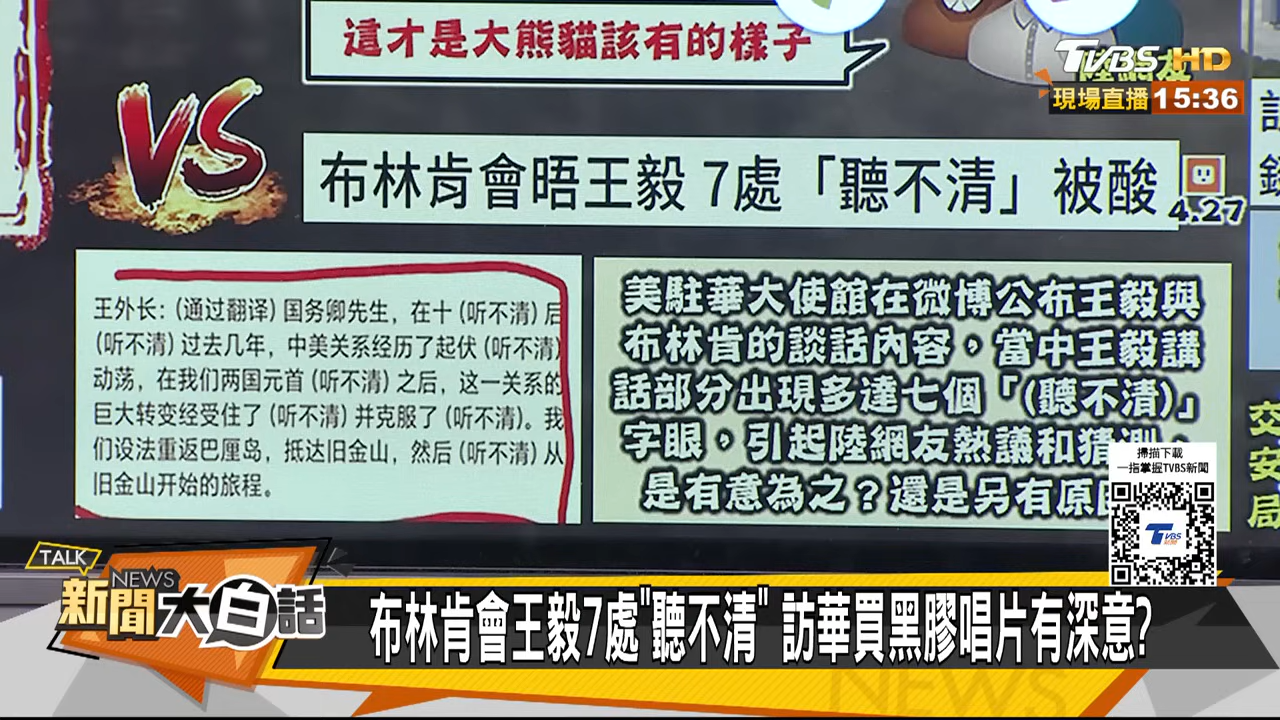 這才是大熊貓該有的樣子
TVBS HD
現場直播 15:36
VS
布林肯會晤王毅 7處「聽不清」被酸
4.27
王外长：(通过翻译) 国务卿先生，在十 (听不清) 后
(听不清) 过去几年，中美关系经历了起伏 (听不清)
动荡，在我们两国元首 (听不清) 之后，这一关系的
巨大转变经受住了 (听不清) 并克服了 (听不清)。我
们设法重返巴厘岛，抵达旧金山，然后 (听不清) 从
旧金山开始的旅程。
美駐華大使館在微博公布王毅與
布林肯的談話內容，當中王毅講
話部分出現多達七個「(聽不清)」
字眼，引起陸網友熱議和猜測，
是有意為之？還是另有原因
交
安
局
掃描下載
一指掌握TVBS新聞
TVBS
TALK
NEWS
新聞大白話
布林肯會王毅7處"聽不清" 訪華買黑膠唱片有深意?
NEWS